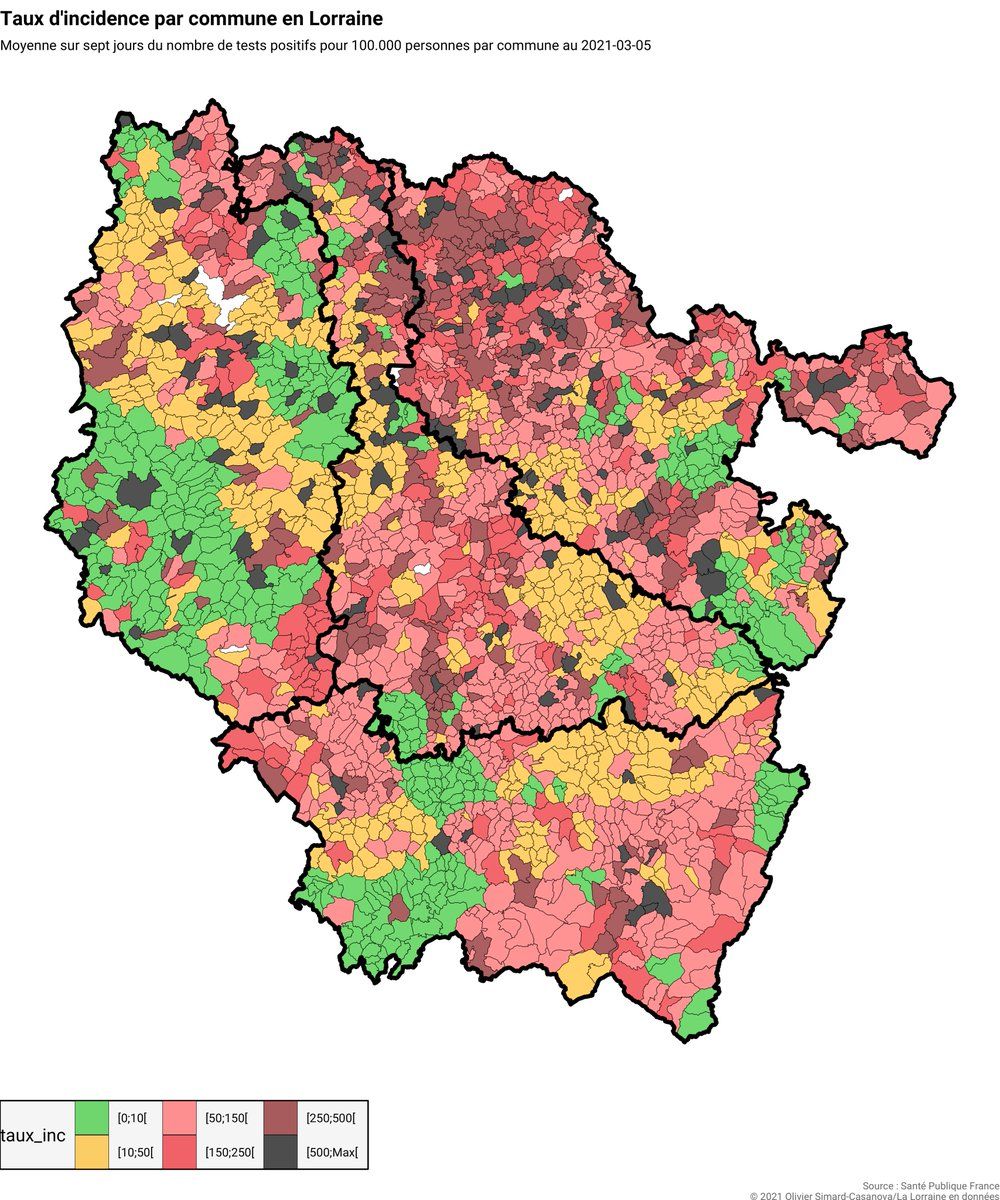 Taux d'incidence par commune en Lorraine
Moyenne sur sept jours du nombre de tests positifs pour 100.000 personnes par commune au 2021-03-05
taux_inc
[0;10[
[50;150[
[250;500[
[10;50[
[150;250[
[500;Max[
Source : Santé Publique France
© 2021 Olivier Simard-Casanova/La Lorraine en données